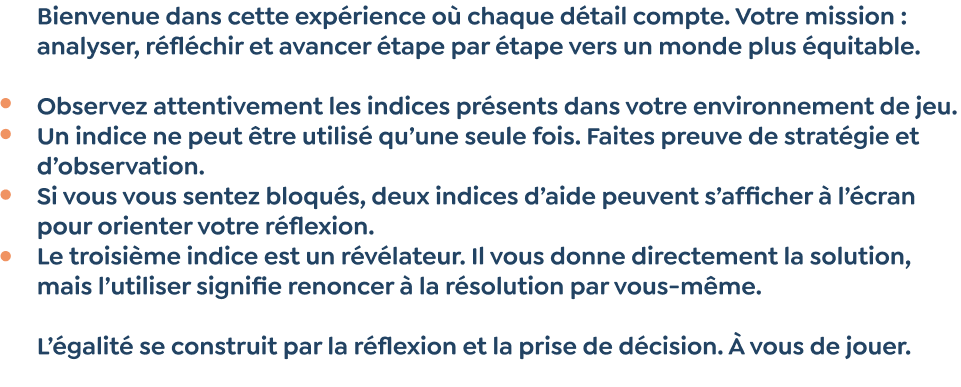 Bienvenue dans cette expérience où chaque détail compte. Votre mission :
analyser, réfléchir et avancer étape par étape vers un monde plus équitable.
• Observez attentivement les indices présents dans votre environnement de jeu.
• Un indice ne peut être utilisé qu’une seule fois. Faites preuve de stratégie et
d’observation.
• Si vous vous sentez bloqués, deux indices d’aide peuvent s’afficher à l’écran
pour orienter votre réflexion.
• Le troisième indice est un révélateur. Il vous donne directement la solution,
mais l’utiliser signifie renoncer à la résolution par vous-même.
L’égalité se construit par la réflexion et la prise de décision. À vous de jouer.